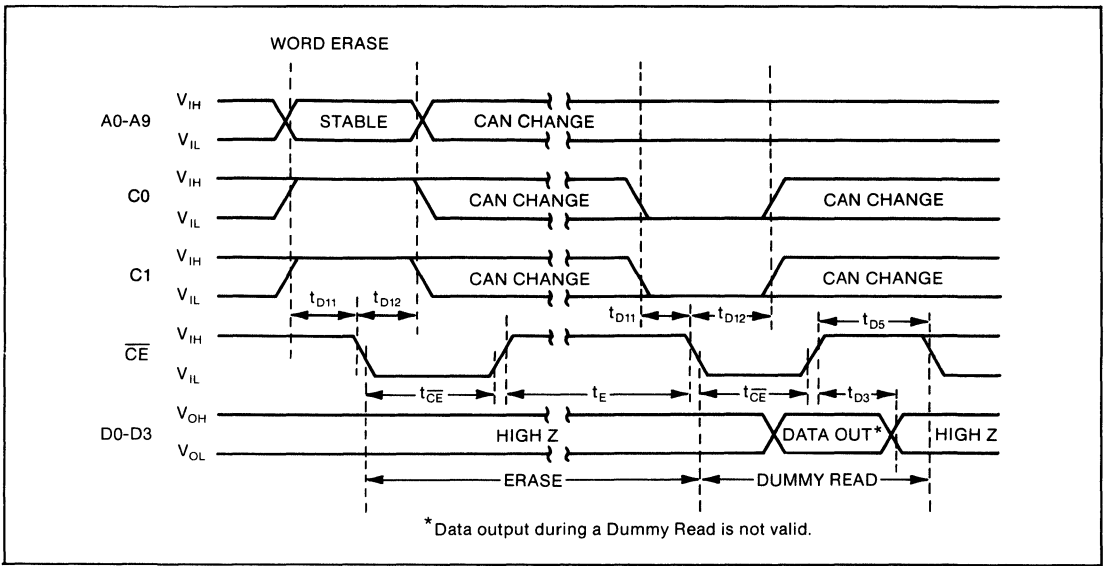 WORD ERASE
A0-A9
VIH
VIL
STABLE
CAN CHANGE
C0
VIH
VIL
CAN CHANGE
CAN CHANGE
C1
VIH
VIL
CAN CHANGE
CAN CHANGE
tD11
tD12
tD11
tD12
tD5
CE
VIH
VIL
tCE
tE
tCE
tD3
D0-D3
VOH
VOL
HIGH Z
DATA OUT*
HIGH Z
ERASE
DUMMY READ
*Data output during a Dummy Read is not valid.